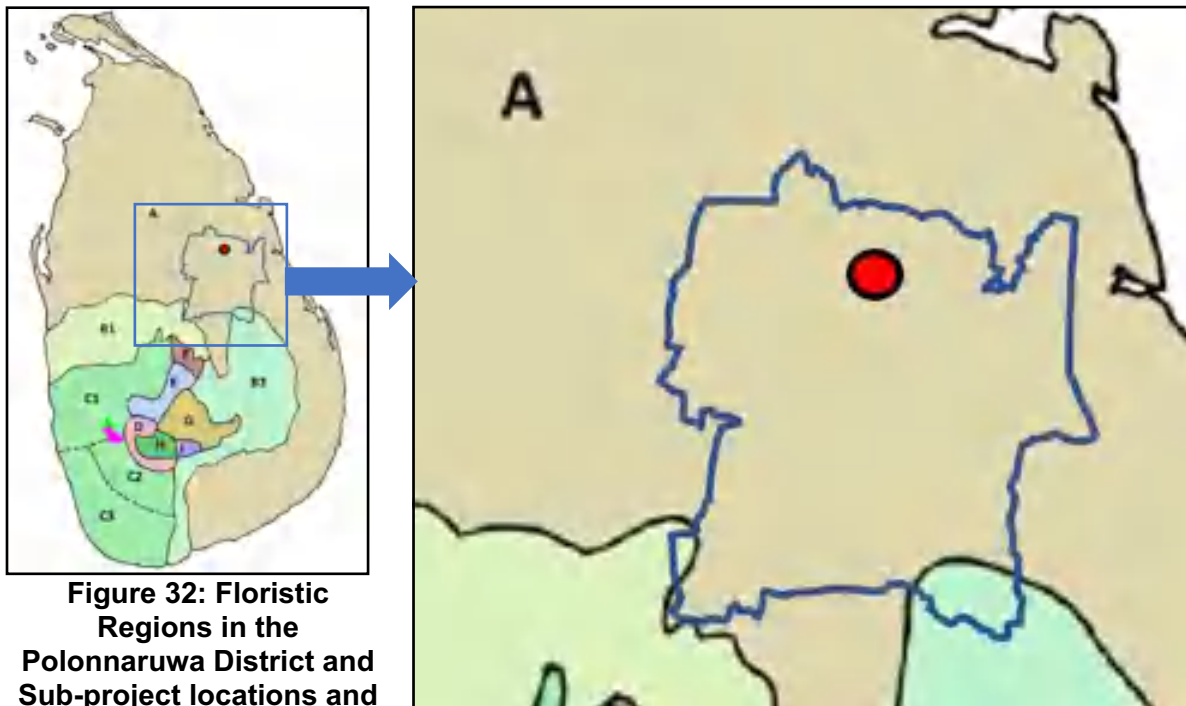 A
A
B1
F
E
B2
C1
G
D
H
I
C2
C3
Figure 32: Floristic
Regions in the
Polonnaruwa District and
Sub-project locations and